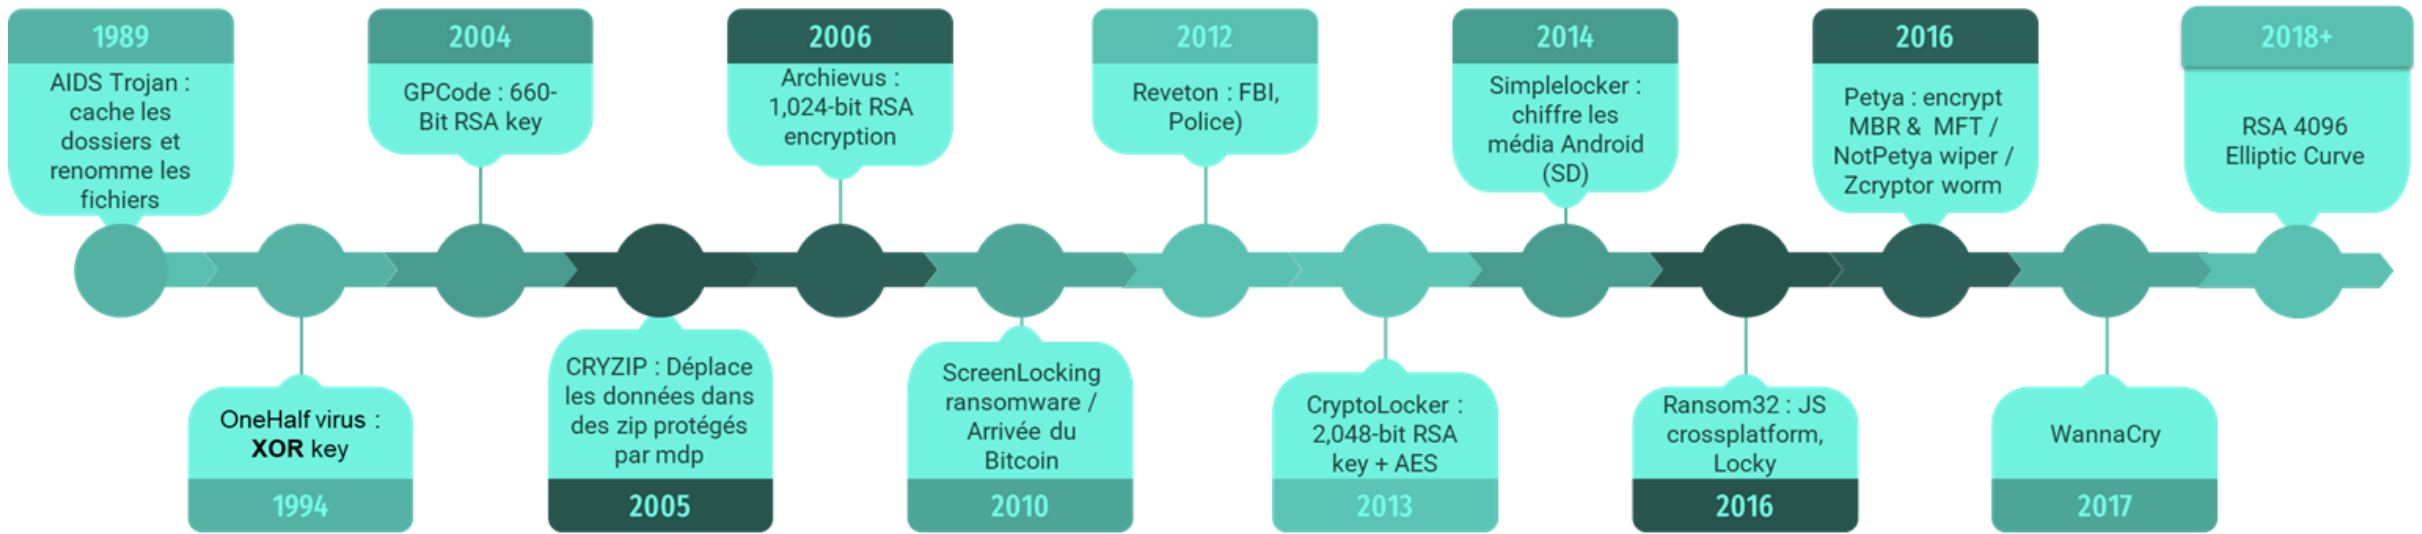 1989
AIDS Trojan :
cache les
dossiers et
renomme les
fichiers
OneHalf virus :
XOR key
1994
2004
GPCode : 660-
Bit RSA key
CRYZIP : Déplace
les données dans
des zip protégés
par mdp
2005
2006
Archievus :
1,024-bit RSA
encryption
ScreenLocking
ransomware /
Arrivée du
Bitcoin
2010
2012
Reveton : FBI,
Police)
CryptoLocker :
2,048-bit RSA
key + AES
2013
2014
Simplelocker :
chiffre les
média Android
(SD)
Ransom32 : JS
crossplatform,
Locky
2016
2016
Petya : encrypt
MBR & MFT /
NotPetya wiper /
Zcryptor worm
WannaCry
2017
2018+
RSA 4096
Elliptic Curve